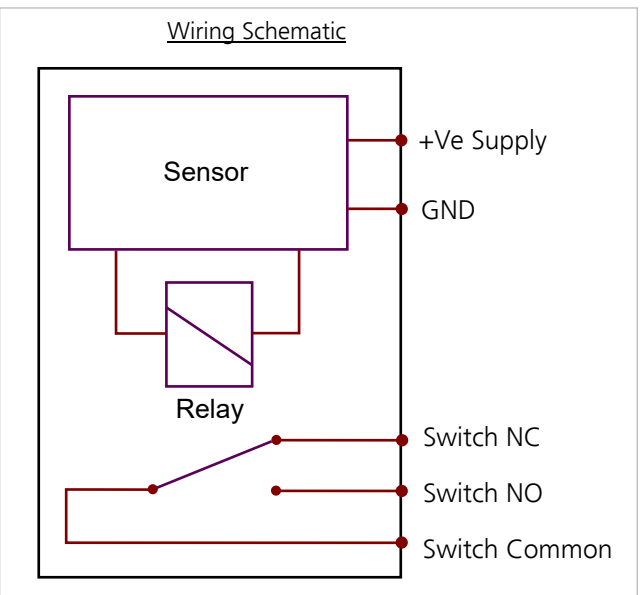 Wiring Schematic
+Ve Supply
Sensor
GND
Relay
Switch NC
Switch NO
Switch Common